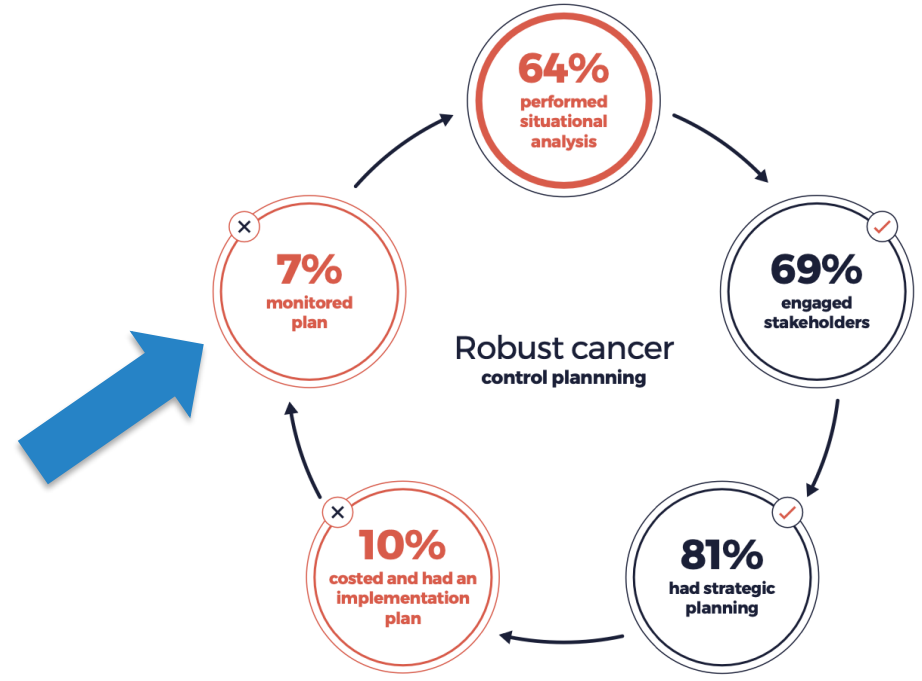 64%
performed
situational
analysis
69%
engaged
stakeholders
81%
had strategic
planning
10%
costed and had an
implementation
plan
7%
monitored
plan
Robust cancer
control plannning